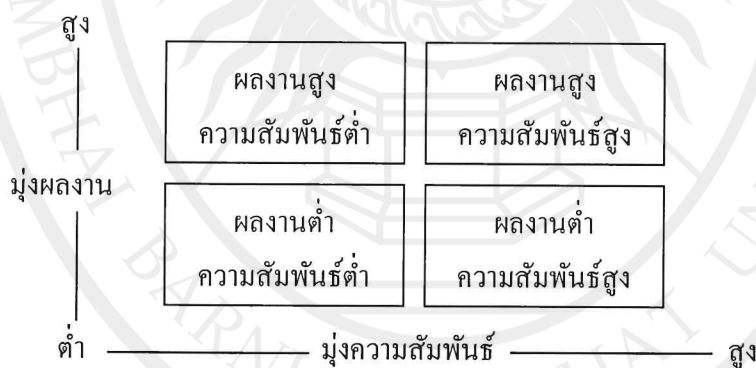 สูง
ผลงานสูง
ความสัมพันธ์ต่ำ
ผลงานสูง
ความสัมพันธ์สูง
มุ่งผลงาน
ผลงานต่ำ
ความสัมพันธ์ต่ำ
ผลงานต่ำ
ความสัมพันธ์สูง
ต่ำ มุ่งความสัมพันธ์ สูง